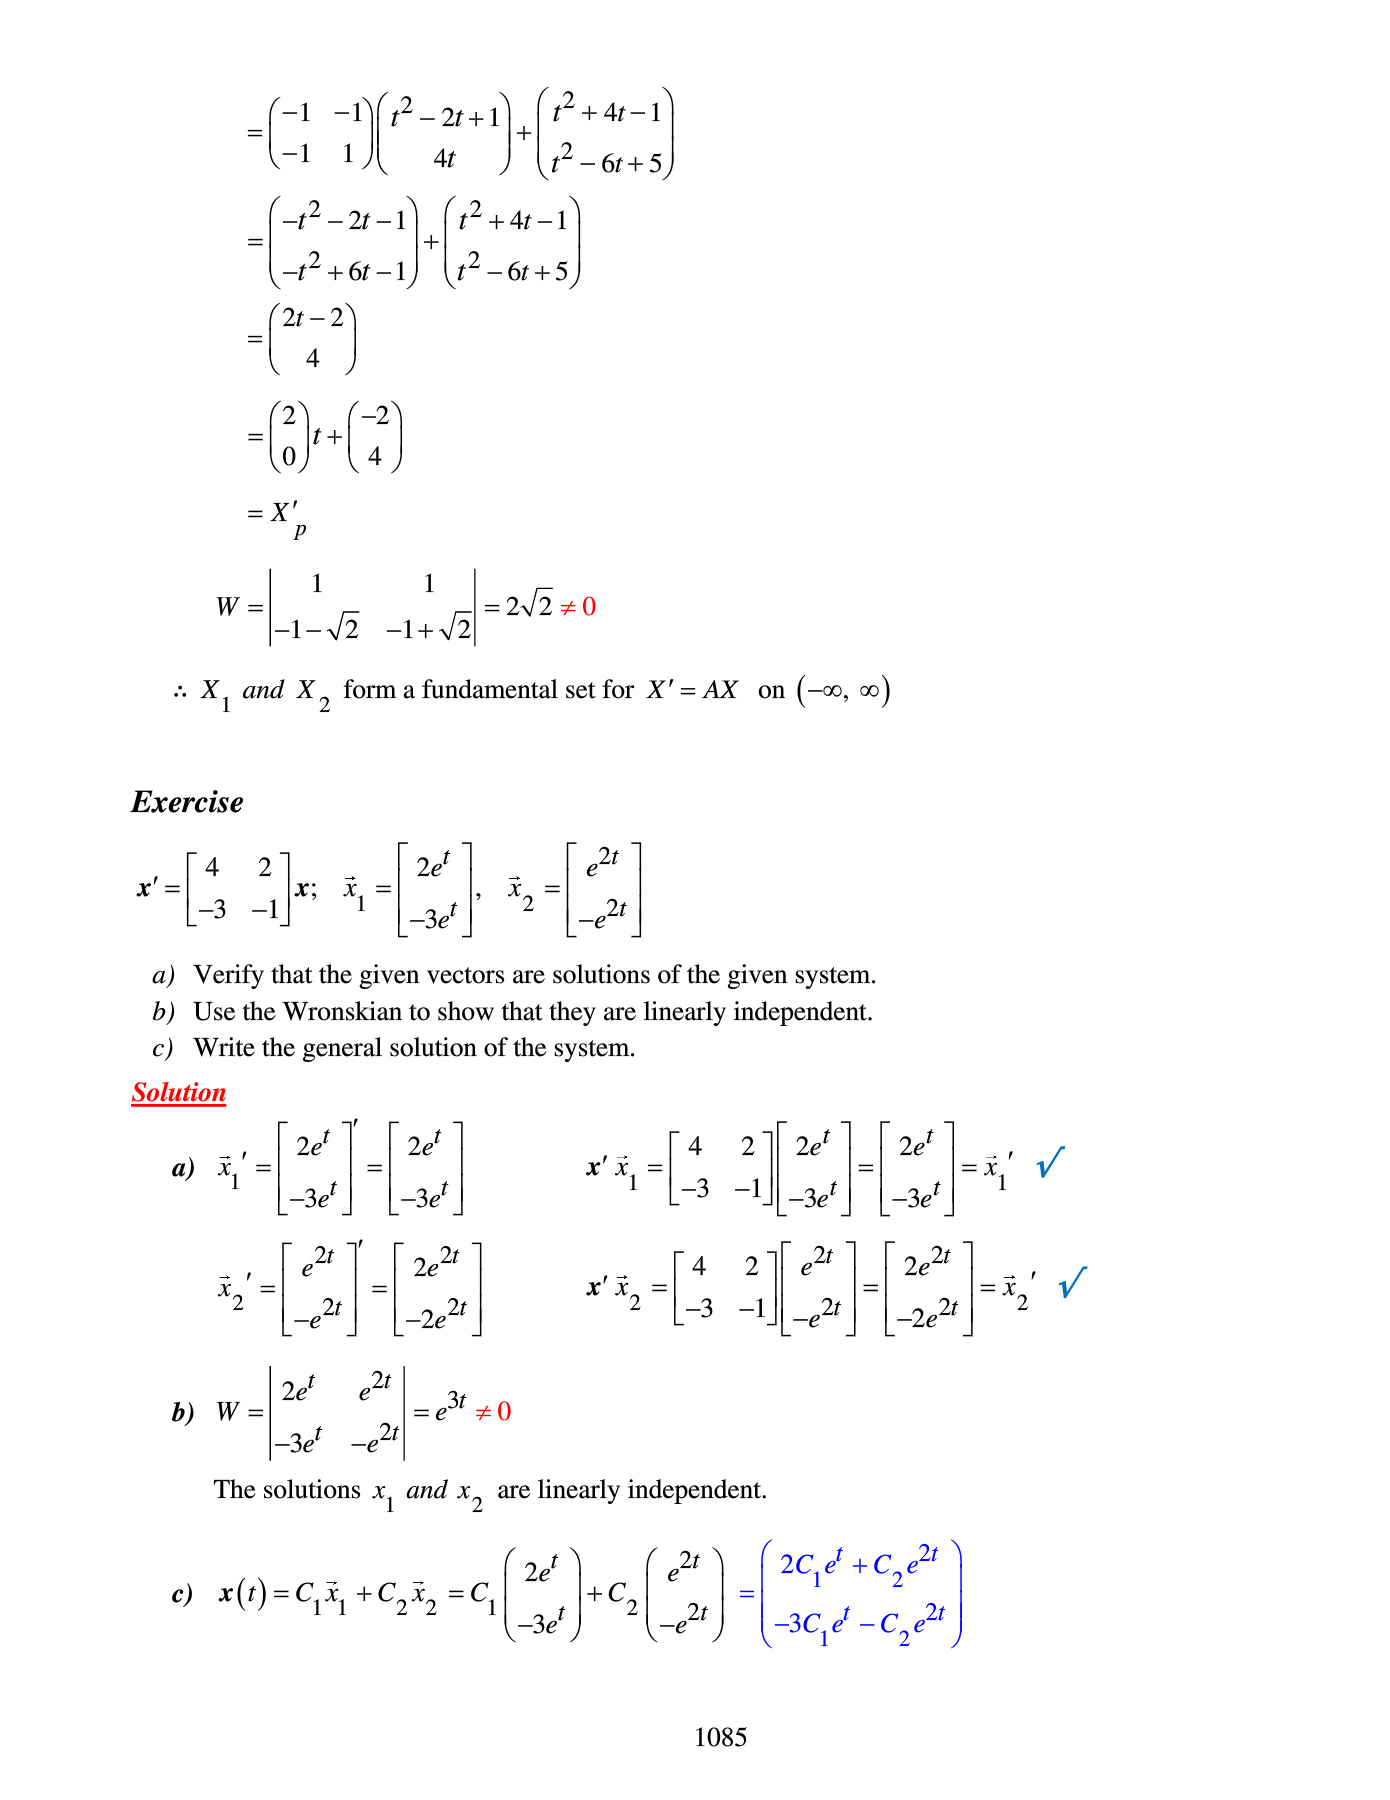 = \begin{pmatrix} -1 & -1 \\ -1 & 1 \end{pmatrix} \begin{pmatrix} t^2 - 2t + 1 \\ 4t \end{pmatrix} + \begin{pmatrix} t^2 + 4t - 1 \\ t^2 - 6t + 5 \end{pmatrix}
= \begin{pmatrix} -t^2 - 2t - 1 \\ -t^2 + 6t - 1 \end{pmatrix} + \begin{pmatrix} t^2 + 4t - 1 \\ t^2 - 6t + 5 \end{pmatrix}
= \begin{pmatrix} 2t - 2 \\ 4 \end{pmatrix}
= \begin{pmatrix} 2 \\ 0 \end{pmatrix} t + \begin{pmatrix} -2 \\ 4 \end{pmatrix}
= X'_p
W = \begin{vmatrix} 1 & 1 \\ -1 - \sqrt{2} & -1 + \sqrt{2} \end{vmatrix} = 2\sqrt{2} \neq 0
∴ X_1 and X_2 form a fundamental set for X' = AX on (-∞, ∞)
Exercise
x' = \begin{bmatrix} 4 & 2 \\ -3 & -1 \end{bmatrix} x; \vec{x}_1 = \begin{bmatrix} 2e^t \\ -3e^t \end{bmatrix}, \vec{x}_2 = \begin{bmatrix} e^{2t} \\ -e^{2t} \end{bmatrix}
a) Verify that the given vectors are solutions of the given system.
b) Use the Wronskian to show that they are linearly independent.
c) Write the general solution of the system.
Solution
a) \vec{x}_1' = \begin{bmatrix} 2e^t \\ -3e^t \end{bmatrix}' = \begin{bmatrix} 2e^t \\ -3e^t \end{bmatrix} x' \vec{x}_1 = \begin{bmatrix} 4 & 2 \\ -3 & -1 \end{bmatrix} \begin{bmatrix} 2e^t \\ -3e^t \end{bmatrix} = \begin{bmatrix} 2e^t \\ -3e^t \end{bmatrix} = \vec{x}_1' √
\vec{x}_2' = \begin{bmatrix} e^{2t} \\ -e^{2t} \end{bmatrix}' = \begin{bmatrix} 2e^{2t} \\ -2e^{2t} \end{bmatrix} x' \vec{x}_2 = \begin{bmatrix} 4 & 2 \\ -3 & -1 \end{bmatrix} \begin{bmatrix} e^{2t} \\ -e^{2t} \end{bmatrix} = \begin{bmatrix} 2e^{2t} \\ -2e^{2t} \end{bmatrix} = \vec{x}_2' √
b) W = \begin{vmatrix} 2e^t & e^{2t} \\ -3e^t & -e^{2t} \end{vmatrix} = e^{3t} \neq 0
The solutions x_1 and x_2 are linearly independent.
c) x(t) = C_1 \vec{x}_1 + C_2 \vec{x}_2 = C_1 \begin{pmatrix} 2e^t \\ -3e^t \end{pmatrix} + C_2 \begin{pmatrix} e^{2t} \\ -e^{2t} \end{pmatrix} = \begin{pmatrix} 2C_1 e^t + C_2 e^{2t} \\ -3C_1 e^t - C_2 e^{2t} \end{pmatrix}
1085